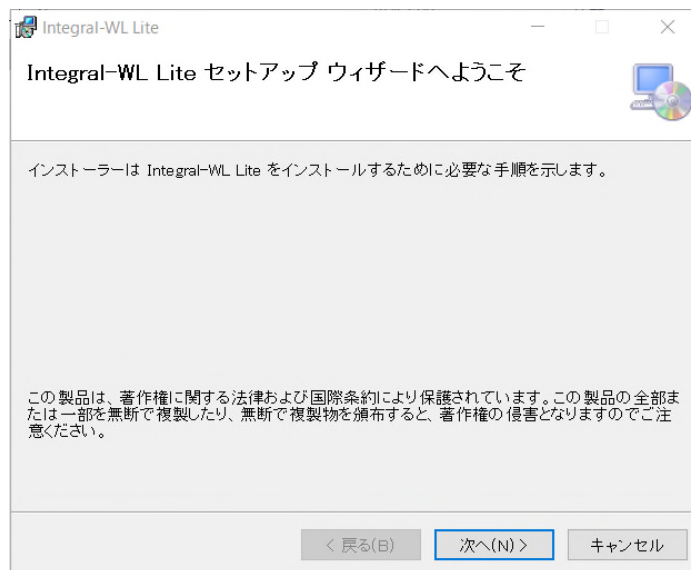 Integral-WL Lite
Integral-WL Lite セットアップ ウィザードへようこそ
インストーラーは Integral-WL Lite をインストールするために必要な手順を示します。
この製品は、著作権に関する法律および国際条約により保護されています。この製品の全部ま
たは一部を無断で複製したり、無断で複製物を頒布すると、著作権の侵害となりますのでご注
意ください。
< 戻る(B)
次へ(N) >
キャンセル